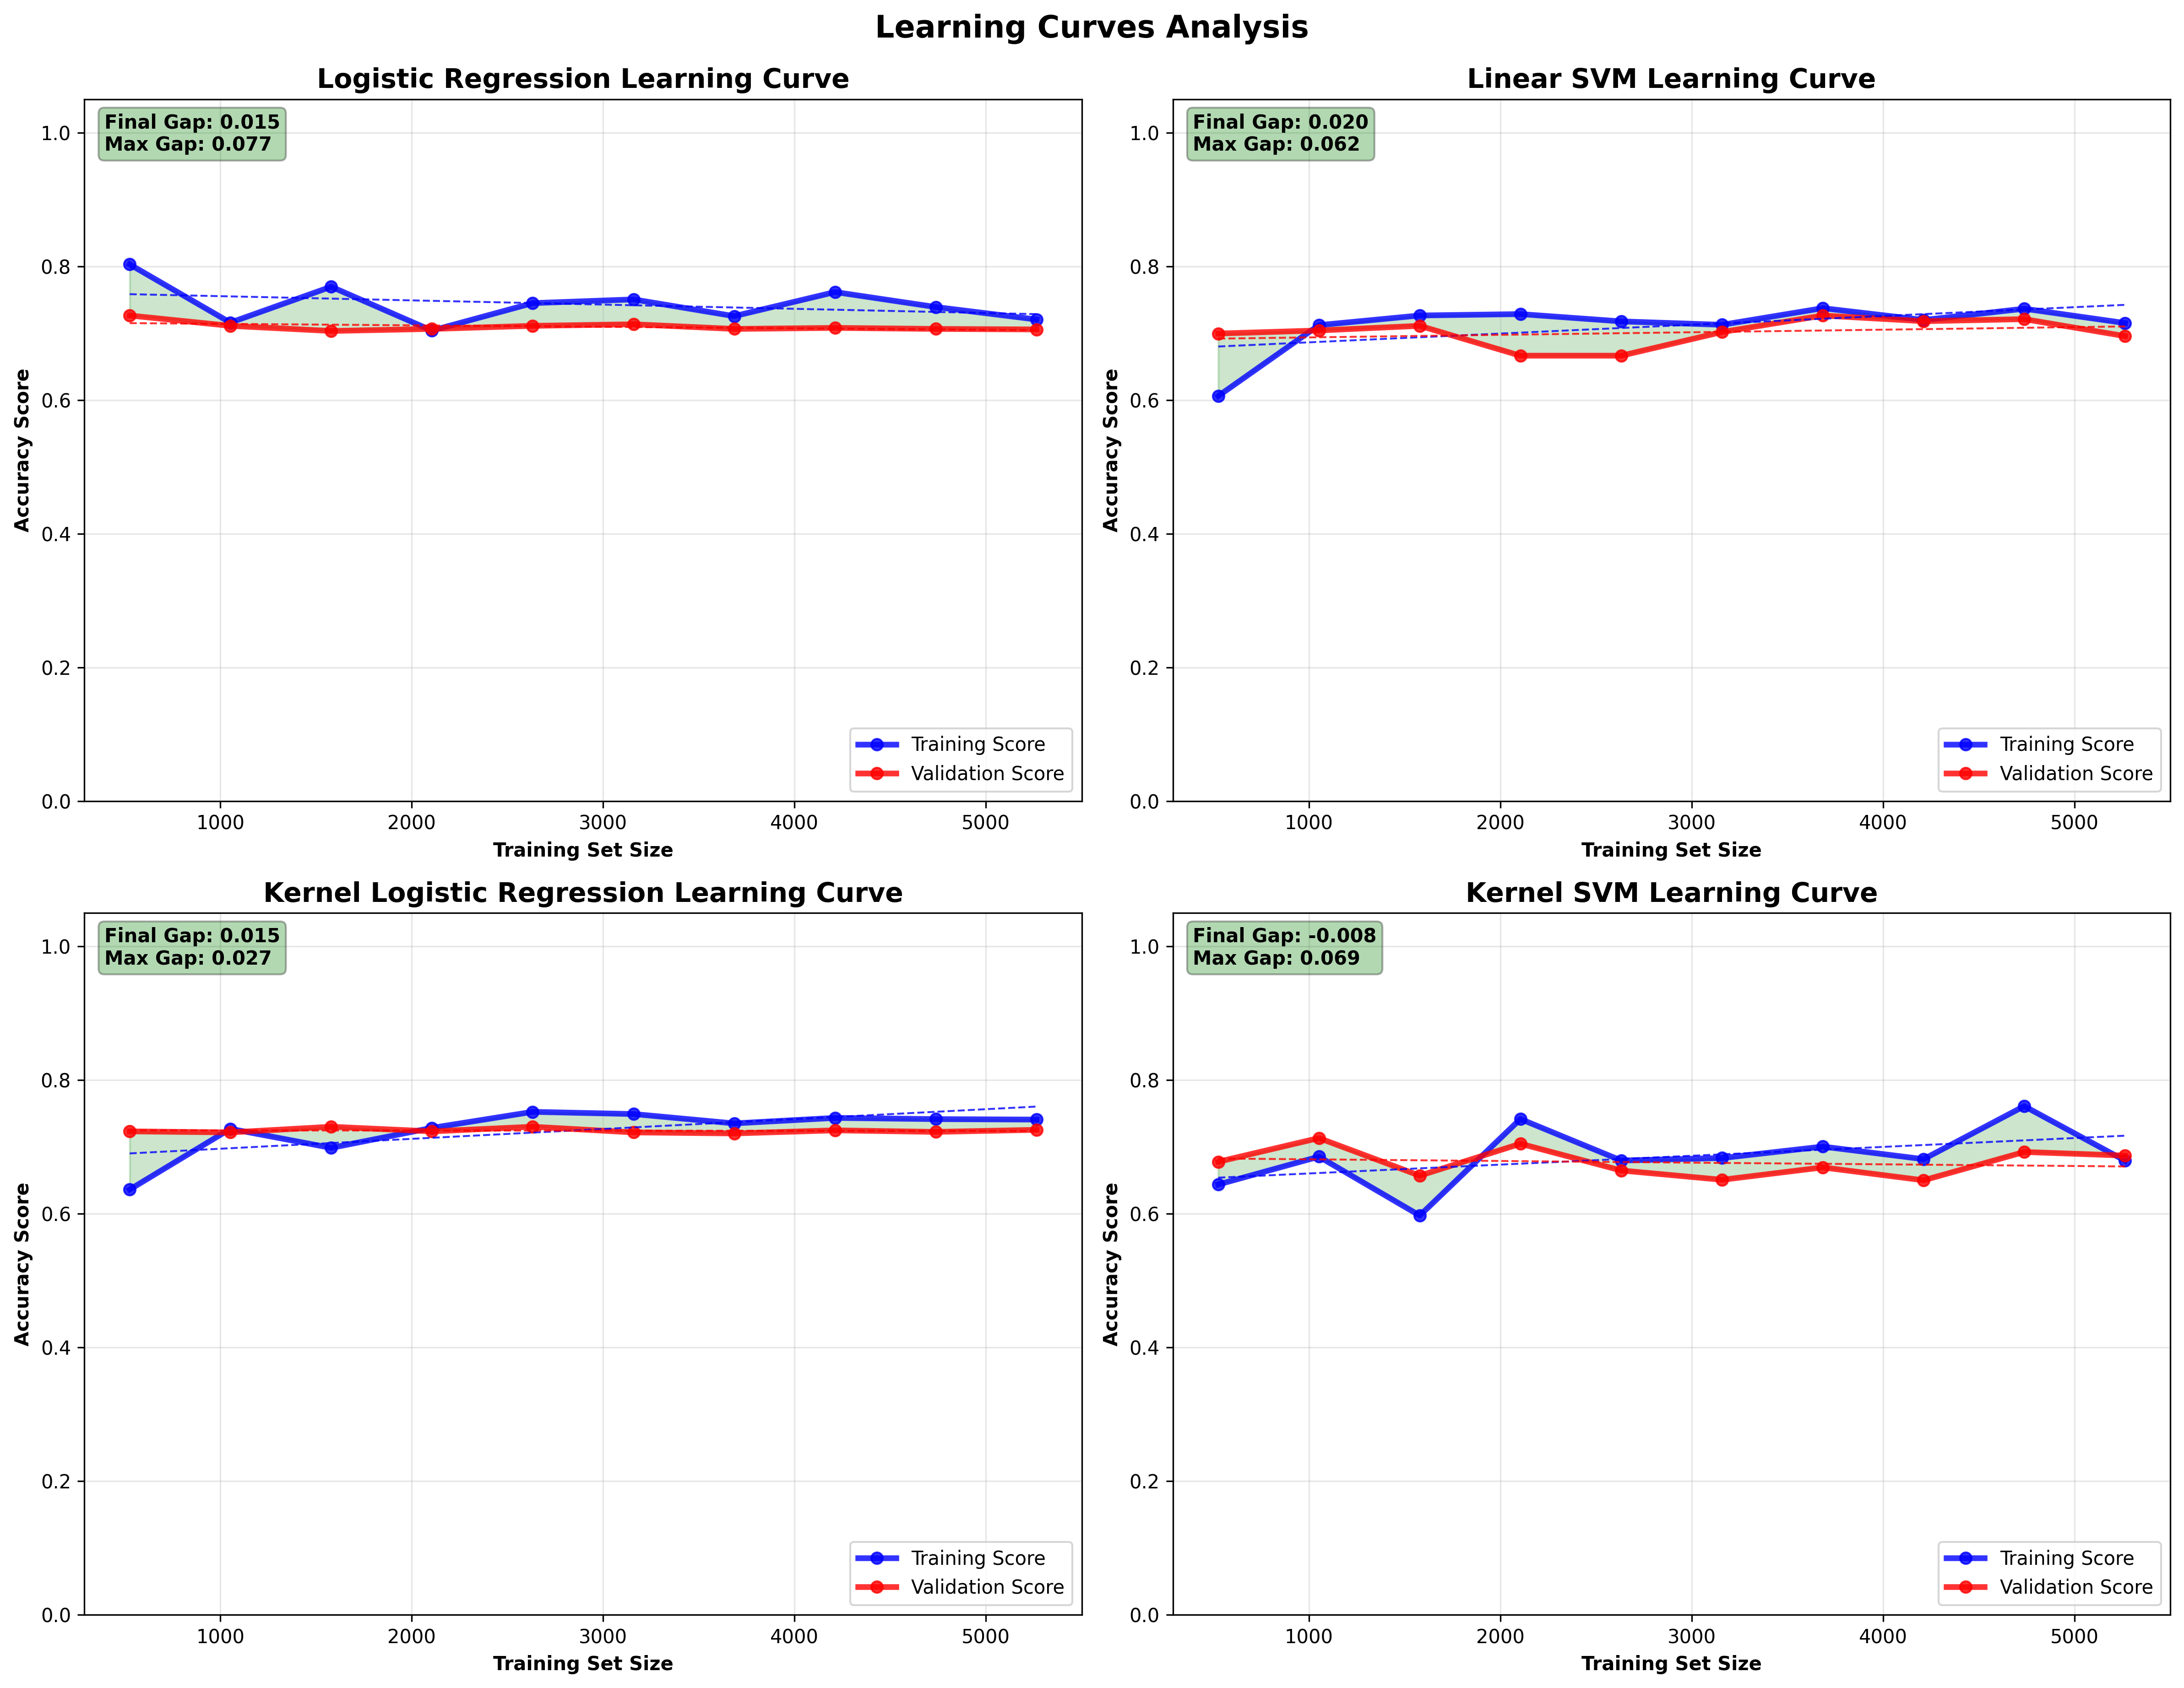 Learning Curves Analysis
Logistic Regression Learning Curve
Final Gap: 0.015
Max Gap: 0.077
1.0
0.8
0.6
0.4
0.2
0.0
Accuracy Score
1000 2000 3000 4000 5000
Training Set Size
Training Score
Validation Score
Linear SVM Learning Curve
Final Gap: 0.020
Max Gap: 0.062
1.0
0.8
0.6
0.4
0.2
0.0
Accuracy Score
1000 2000 3000 4000 5000
Training Set Size
Training Score
Validation Score
Kernel Logistic Regression Learning Curve
Final Gap: 0.015
Max Gap: 0.027
1.0
0.8
0.6
0.4
0.2
0.0
Accuracy Score
1000 2000 3000 4000 5000
Training Set Size
Training Score
Validation Score
Kernel SVM Learning Curve
Final Gap: -0.008
Max Gap: 0.069
1.0
0.8
0.6
0.4
0.2
0.0
Accuracy Score
1000 2000 3000 4000 5000
Training Set Size
Training Score
Validation Score